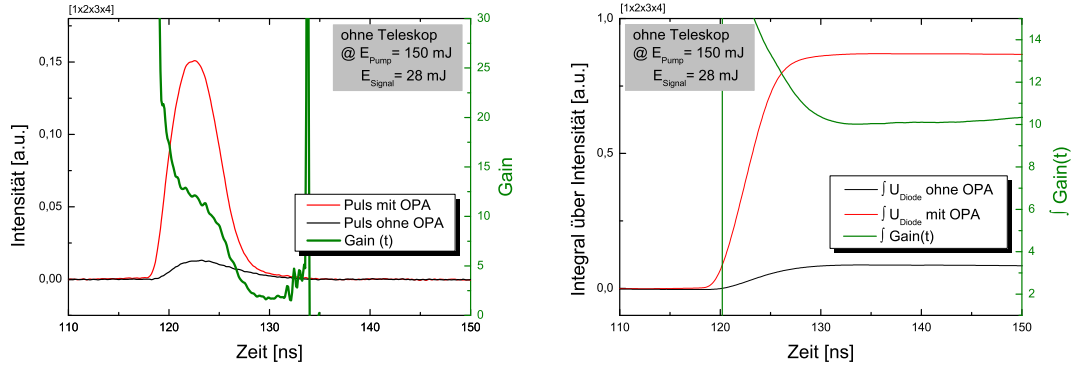 [1x2x3x4]
30
25
20
15
10
5
0
0,15
0,10
0,05
0,00
Intensität [a.u.]
Gain
ohne Teleskop
@ E_Pump = 150 mJ
E_Signal = 28 mJ
Puls mit OPA
Puls ohne OPA
Gain (t)
110 120 130 140 150
Zeit [ns]
[1x2x3x4]
1,0
0,5
0,0
Integral über Intensität [a.u.]
14
12
10
8
6
4
2
∫ Gain(t)
ohne Teleskop
@ E_Pump = 150 mJ
E_Signal = 28 mJ
∫ U_Diode ohne OPA
∫ U_Diode mit OPA
∫ Gain(t)
110 120 130 140 150
Zeit [ns]